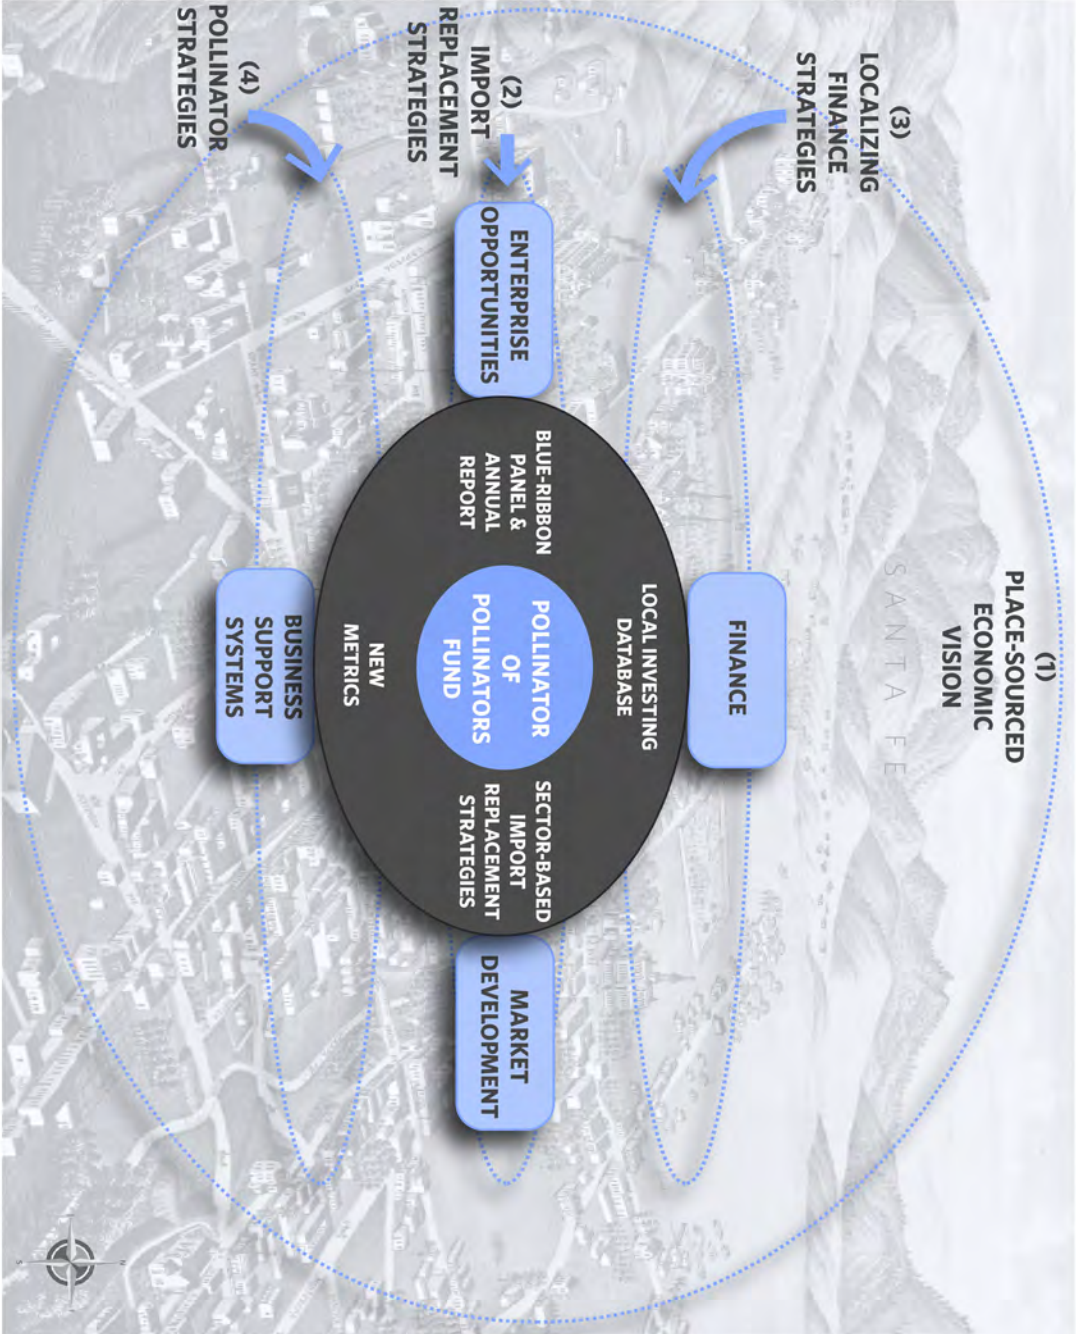 (1)
PLACE-SOURCED
ECONOMIC
VISION
SANTA FE
(3)
LOCALIZING
FINANCE
STRATEGIES
FINANCE
(2)
IMPORT
REPLACEMENT
STRATEGIES
ENTERPRISE
OPPORTUNITIES
LOCAL INVESTING
DATABASE
BLUE-RIBBON
PANEL &
ANNUAL
REPORT
POLLINATOR
OF
POLLINATORS
FUND
SECTOR-BASED
IMPORT
REPLACEMENT
STRATEGIES
MARKET
DEVELOPMENT
NEW
METRICS
(4)
POLLINATOR
STRATEGIES
BUSINESS
SUPPORT
SYSTEMS
N
S